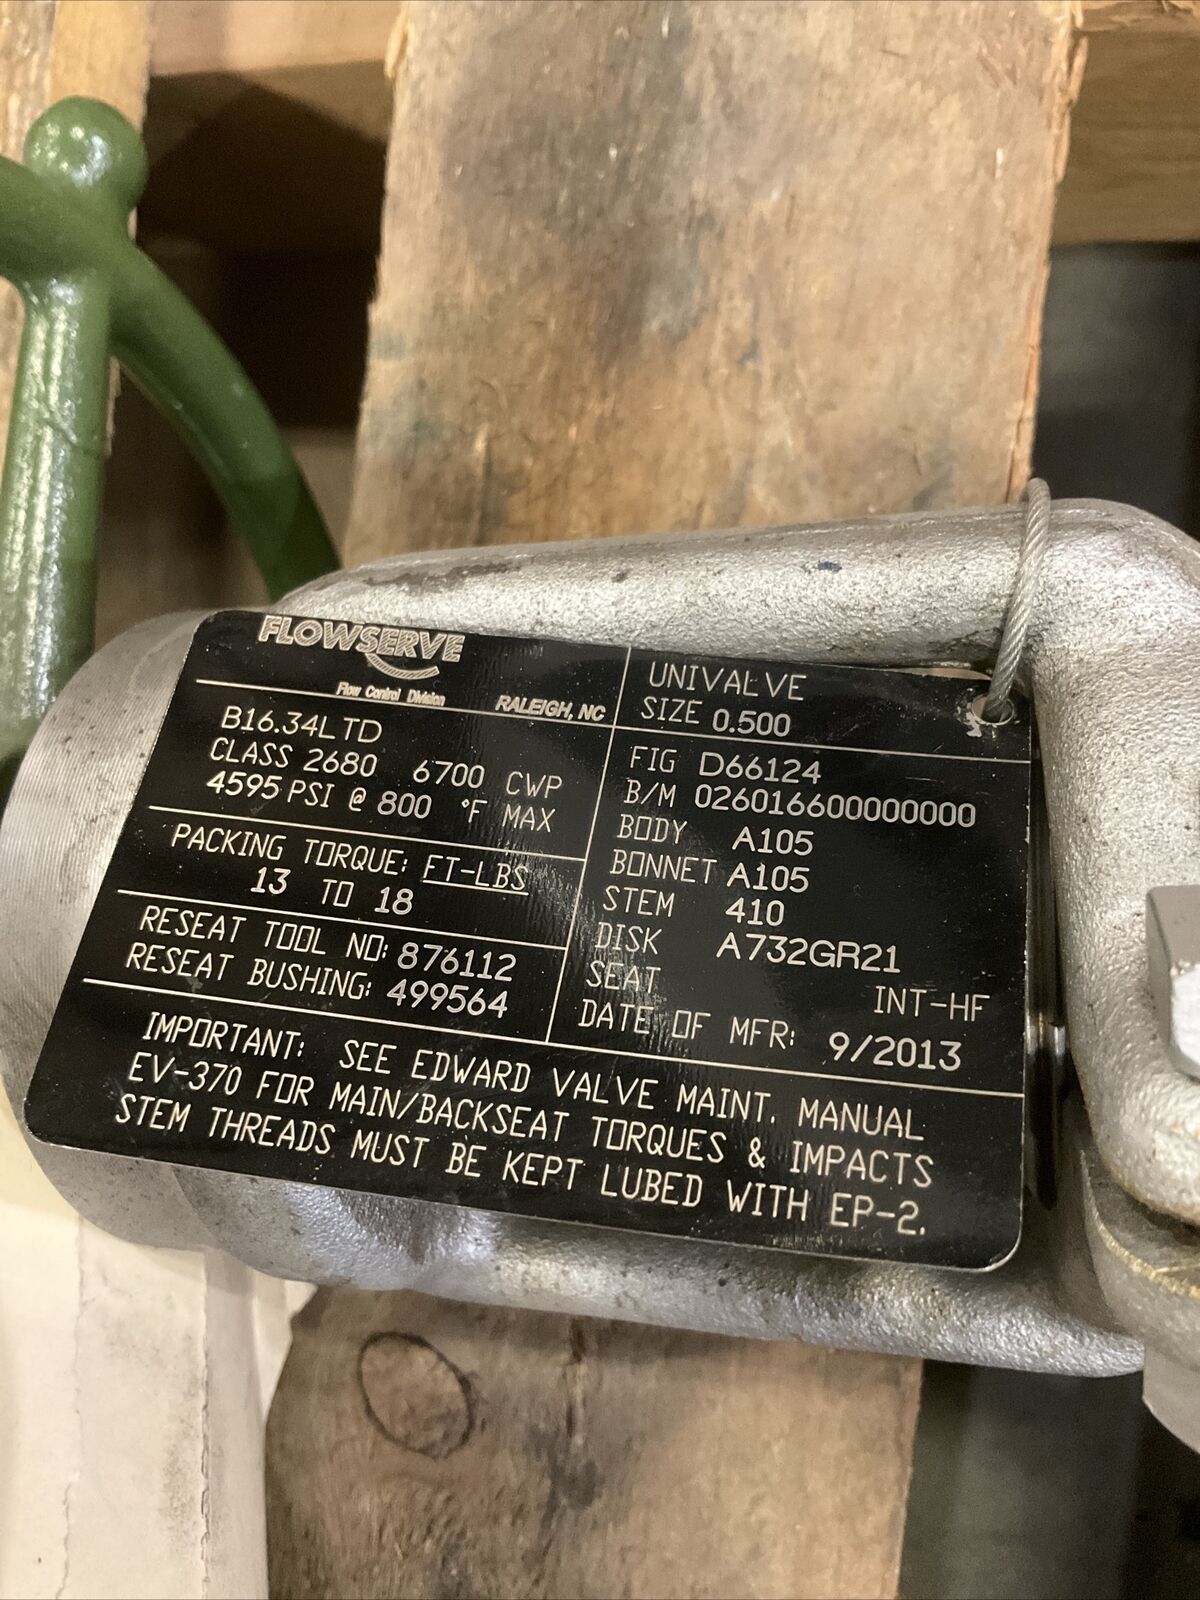 FLOWSERVE
Flow Control Division
RALEIGH, NC
B16.34LTD
CLASS 2680 6700 CWP
4595 PSI @ 800 °F MAX
PACKING TORQUE: FT-LBS
13 TO 18
RESEAT TOOL NO: 876112
RESEAT BUSHING: 499564
UNIVALVE
SIZE 0.500
FIG D66124
B/M 026016600000000
BODY A105
BONNET A105
STEM 410
DISK A732GR21
SEAT INT-HF
DATE OF MFR: 9/2013
IMPORTANT: SEE EDWARD VALVE MAINT. MANUAL
EV-370 FOR MAIN/BACKSEAT TORQUES & IMPACTS
STEM THREADS MUST BE KEPT LUBED WITH EP-2.